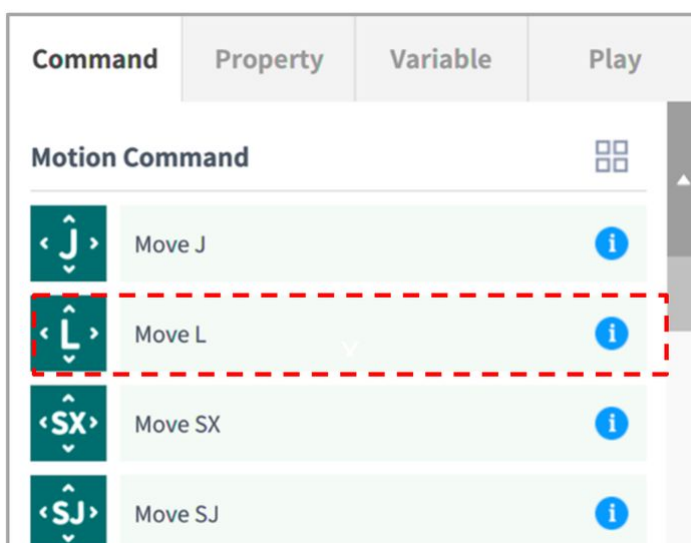 Command Property Variable Play
Motion Command
J Move J i
L Move L i
SX Move SX i
SJ Move SJ i